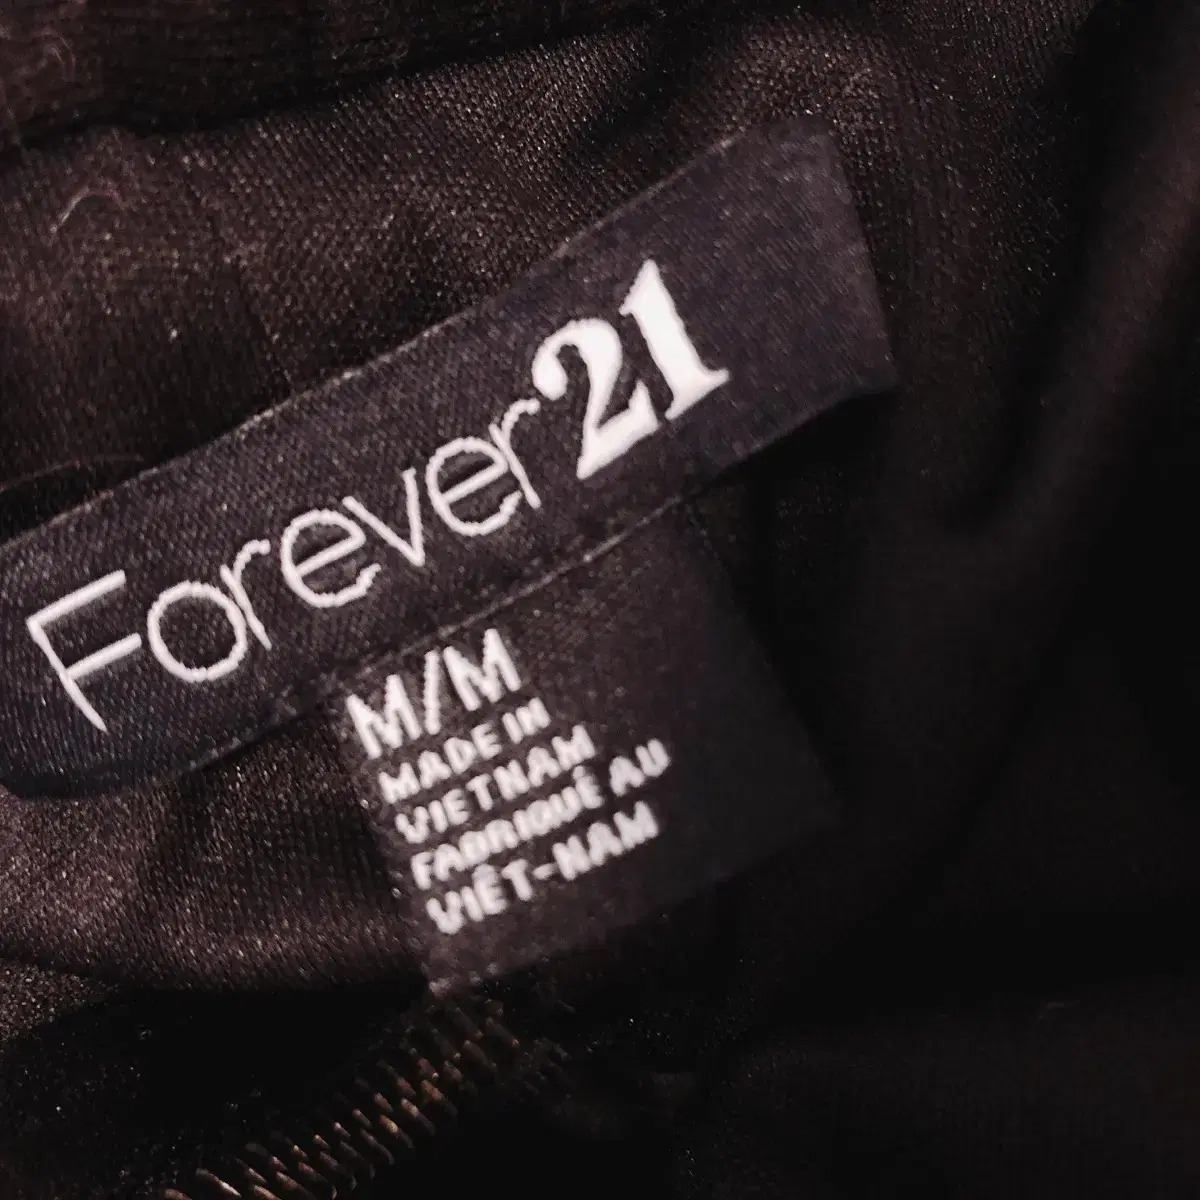 Forever21
M/M
MADE IN
VIETNAM
FABRIQUÉ AU
VIÊT-NAM